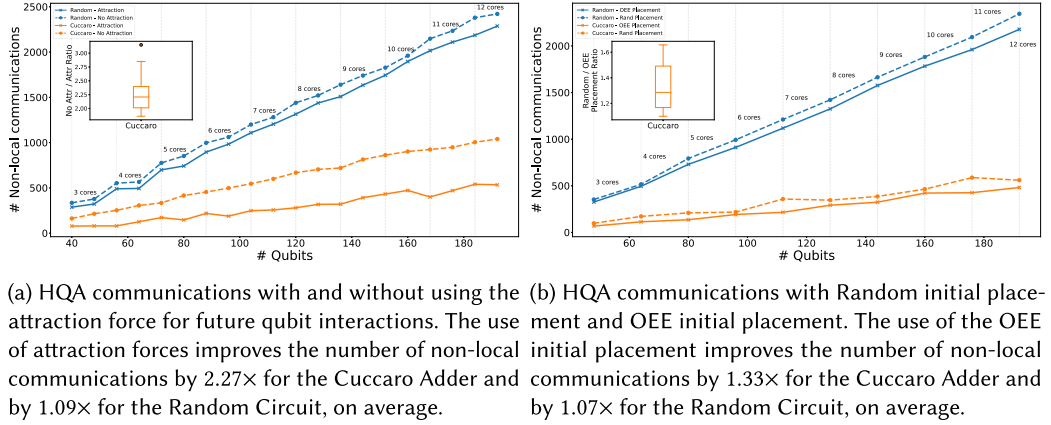 2500
2000
1500
1000
500
0
# Non-local communications
Random - Attraction
Random - No Attraction
Cuccaro - Attraction
Cuccaro - No Attraction
No Attr / Attr Ratio
3.00
2.75
2.50
2.25
2.00
Cuccaro
3 cores
4 cores
5 cores
6 cores
7 cores
8 cores
9 cores
10 cores
11 cores
12 cores
40 60 80 100 120 140 160 180
# Qubits
2000
1500
1000
500
0
# Non-local communications
Random - OEE Placement
Random - Rand Placement
Cuccaro - OEE Placement
Cuccaro - Rand Placement
Random / OEE
Placement Ratio
1.6
1.4
1.2
Cuccaro
3 cores
4 cores
5 cores
6 cores
7 cores
8 cores
9 cores
10 cores
11 cores
12 cores
60 80 100 120 140 160 180
# Qubits
(a) HQA communications with and without using the
attraction force for future qubit interactions. The use
of attraction forces improves the number of non-local
communications by 2.27× for the Cuccaro Adder and
by 1.09× for the Random Circuit, on average.
(b) HQA communications with Random initial place-
ment and OEE initial placement. The use of the OEE
initial placement improves the number of non-local
communications by 1.33× for the Cuccaro Adder and
by 1.07× for the Random Circuit, on average.